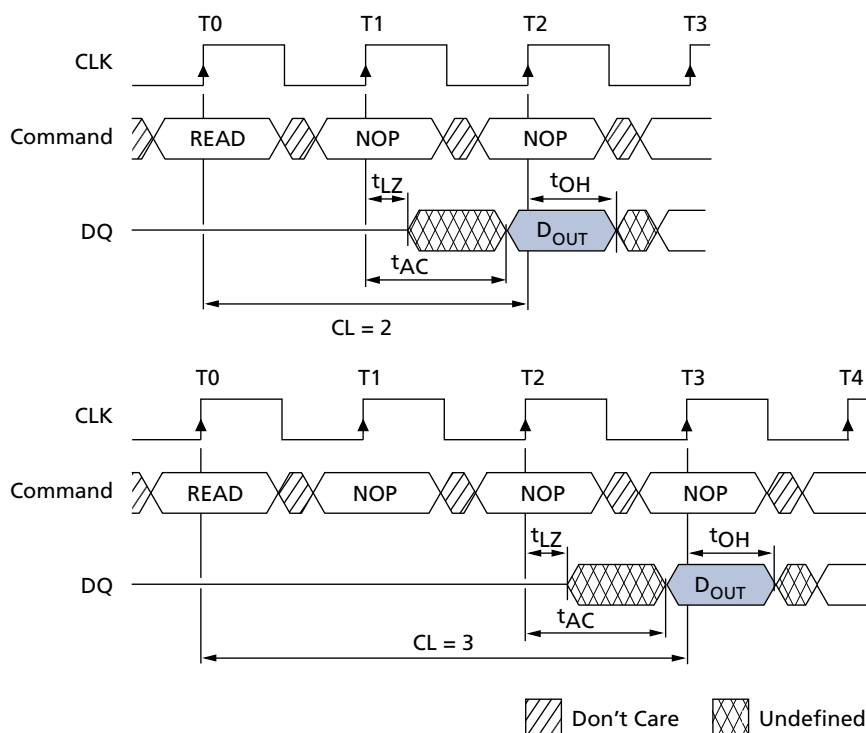 T0 T1 T2 T3
CLK
Command READ NOP NOP
tLZ tOH
DQ DOUT
tAC
CL = 2
T0 T1 T2 T3 T4
CLK
Command READ NOP NOP NOP
tLZ tOH
DQ DOUT
tAC
CL = 3
Don't Care Undefined